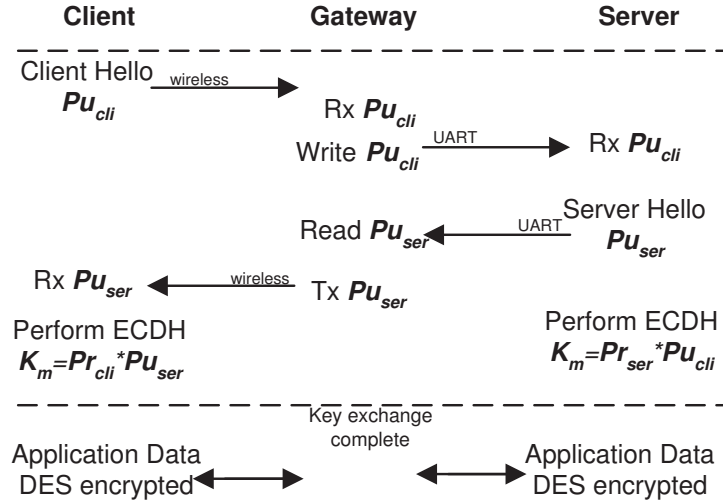 Client Gateway Server
Client Hello
Pu_cli
wireless
Rx Pu_cli
Write Pu_cli
UART
Rx Pu_cli
Server Hello
Pu_ser
UART
Read Pu_ser
Rx Pu_ser
wireless
Tx Pu_ser
Perform ECDH
K_m=Pr_cli*Pu_ser
Perform ECDH
K_m=Pr_ser*Pu_cli
Key exchange
complete
Application Data
DES encrypted
Application Data
DES encrypted